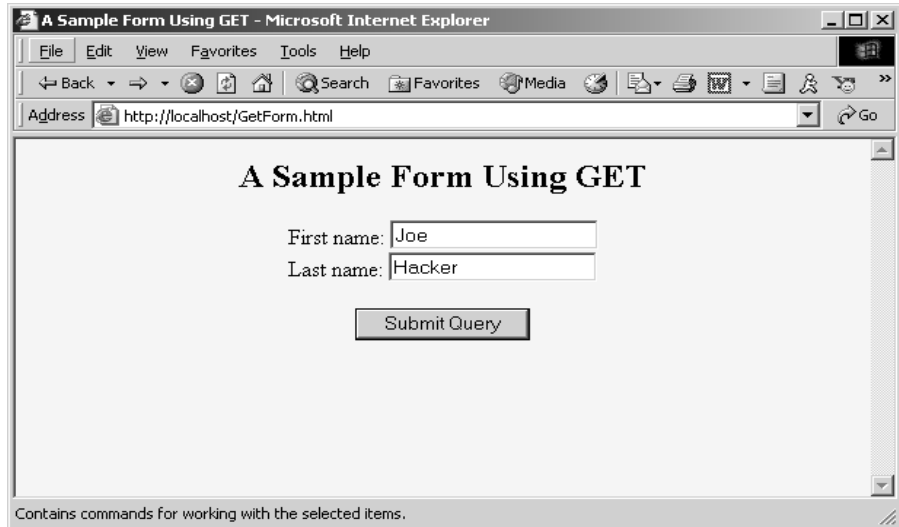 A Sample Form Using GET - Microsoft Internet Explorer
File Edit View Favorites Tools Help
Back Search Favorites Media W »
Address http://localhost/GetForm.html Go
A Sample Form Using GET
First name: Joe
Last name: Hacker
Submit Query
Contains commands for working with the selected items.